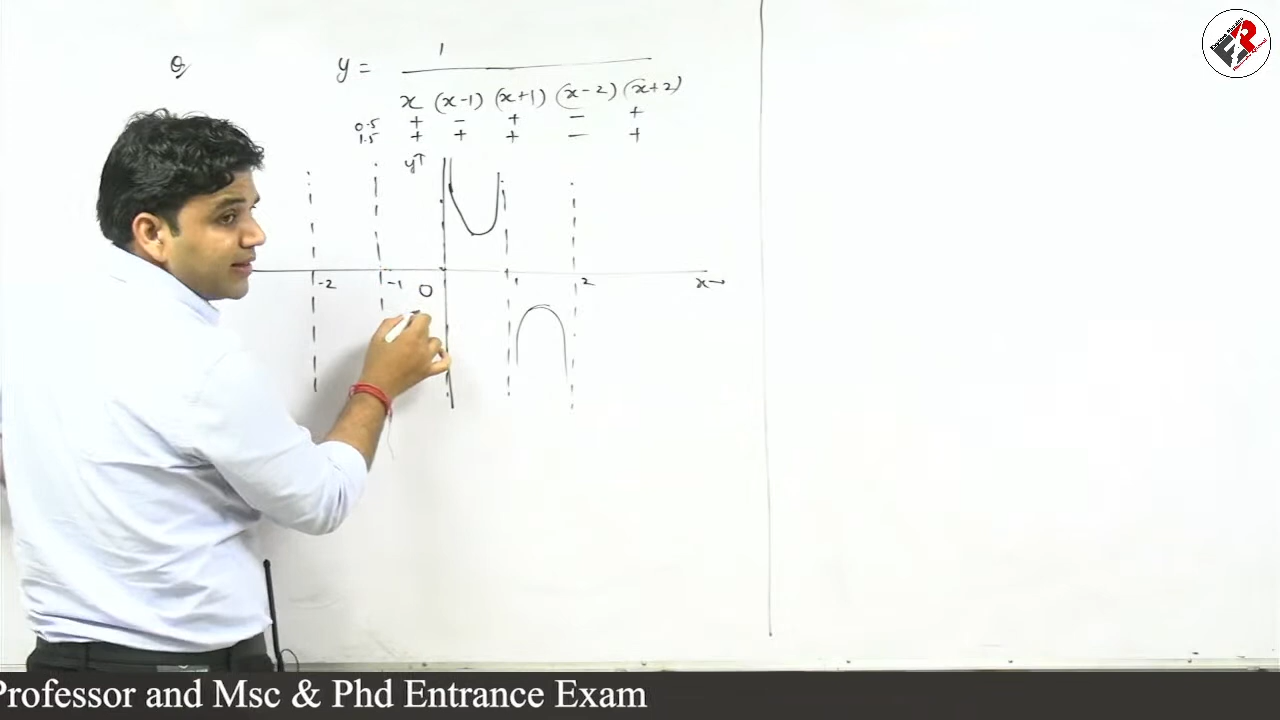 Q
y = 1
x (x-1) (x+1) (x-2) (x+2)
0.5 + - + - +
1.5 + + + - +
y↑
-2 -1 0 1 2 x→
Professor and Msc & Phd Entrance Exam